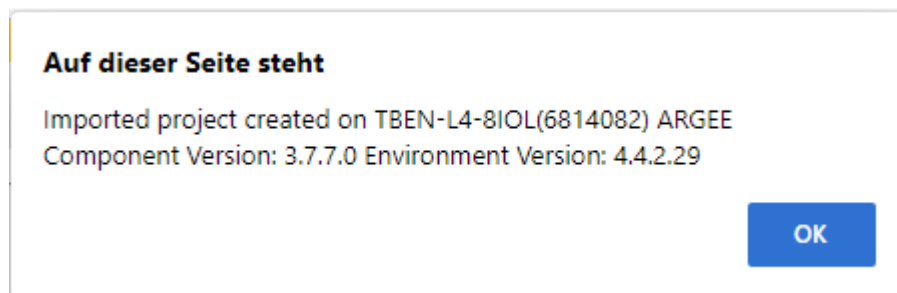 Auf dieser Seite steht
Imported project created on TBEN-L4-8IOL(6814082) ARGEE
Component Version: 3.7.7.0 Environment Version: 4.4.2.29
OK